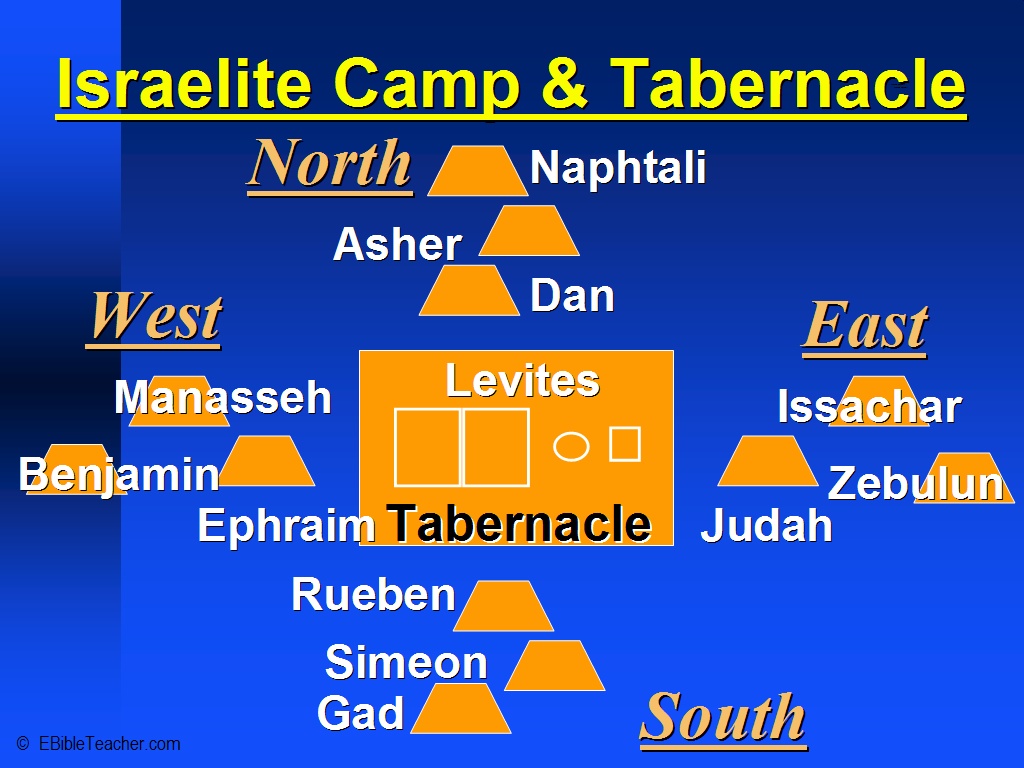 Israelite Camp & Tabernacle
North
Naphtali
Asher
Dan
West
East
Levites
Manasseh
Issachar
Benjamin
Zebulun
Ephraim
Tabernacle
Judah
Rueben
Simeon
Gad
South
© EBibleTeacher.com